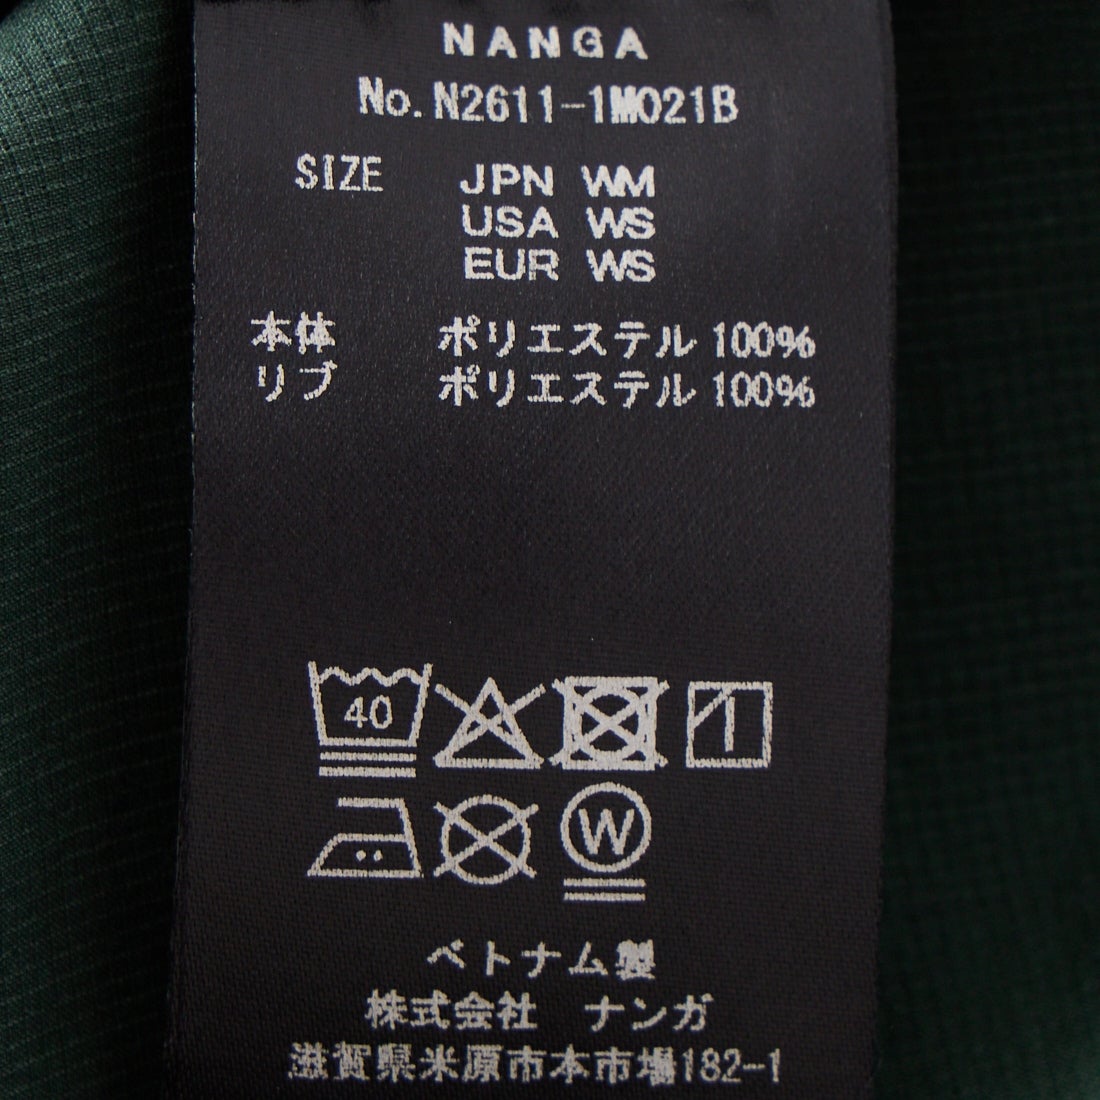 NANGA
No. N2611-1M021B
SIZE JPN WM
USA WS
EUR WS
本体 ポリエステル 100%
リブ ポリエステル 100%
40
W
ベトナム製
株式会社 ナンガ
滋賀県米原市本市場182-1